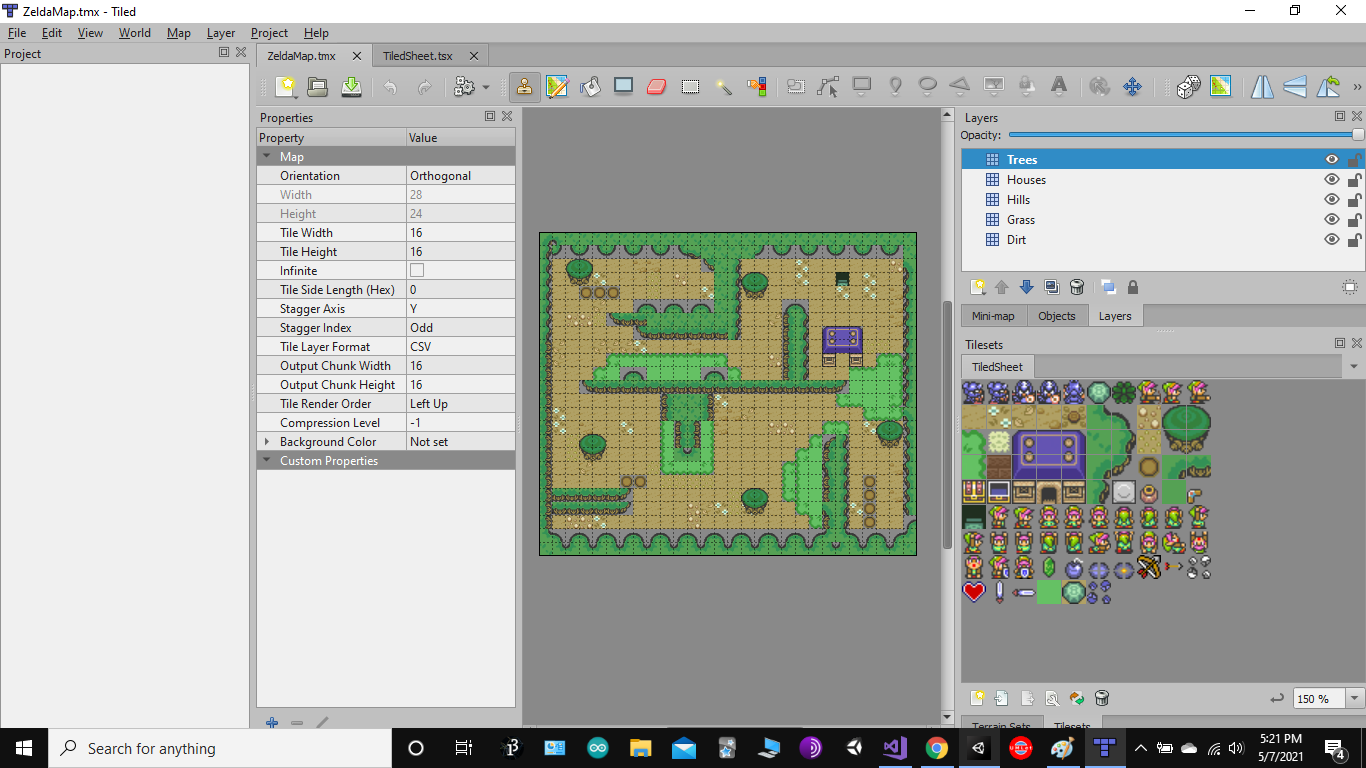 ZeldaMap.tmx - Tiled
File Edit View World Map Layer Project Help
Project
ZeldaMap.tmx
TiledSheet.tsx
Properties
Property Value
Map
Orientation Orthogonal
Width 28
Height 24
Tile Width 16
Tile Height 16
Infinite
Tile Side Length (Hex) 0
Stagger Axis Y
Stagger Index Odd
Tile Layer Format CSV
Output Chunk Width 16
Output Chunk Height 16
Tile Render Order Left Up
Compression Level -1
Background Color Not set
Custom Properties
Layers
Opacity:
Trees
Houses
Hills
Grass
Dirt
Mini-map Objects Layers
Tilesets
TiledSheet
150 %
Terrain Sets Tilesets
Search for anything
5:21 PM
5/7/2021
4